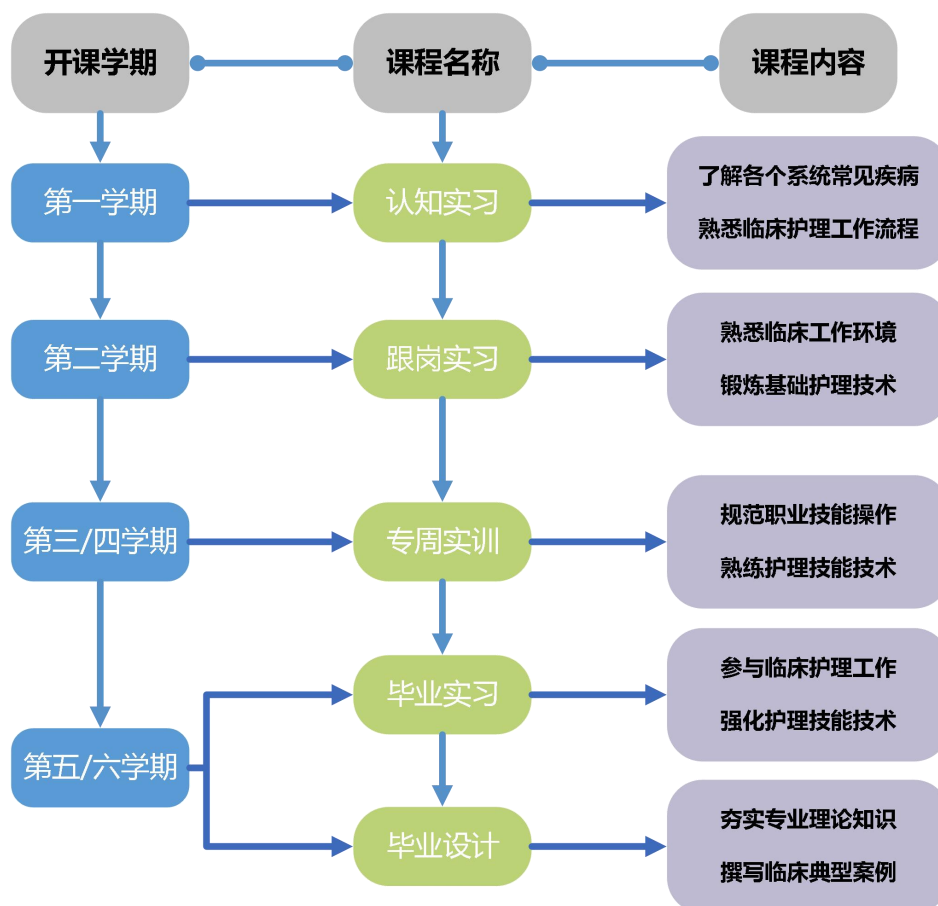 开课学期
课程名称
课程内容
第一学期
认知实习
了解各个系统常见疾病
熟悉临床护理工作流程
第二学期
跟岗实习
熟悉临床工作环境
锻炼基础护理技术
第三/四学期
专周实训
规范职业技能操作
熟练护理技能技术
第五/六学期
毕业实习
参与临床护理工作
强化护理技能技术
毕业设计
夯实专业理论知识
撰写临床典型案例